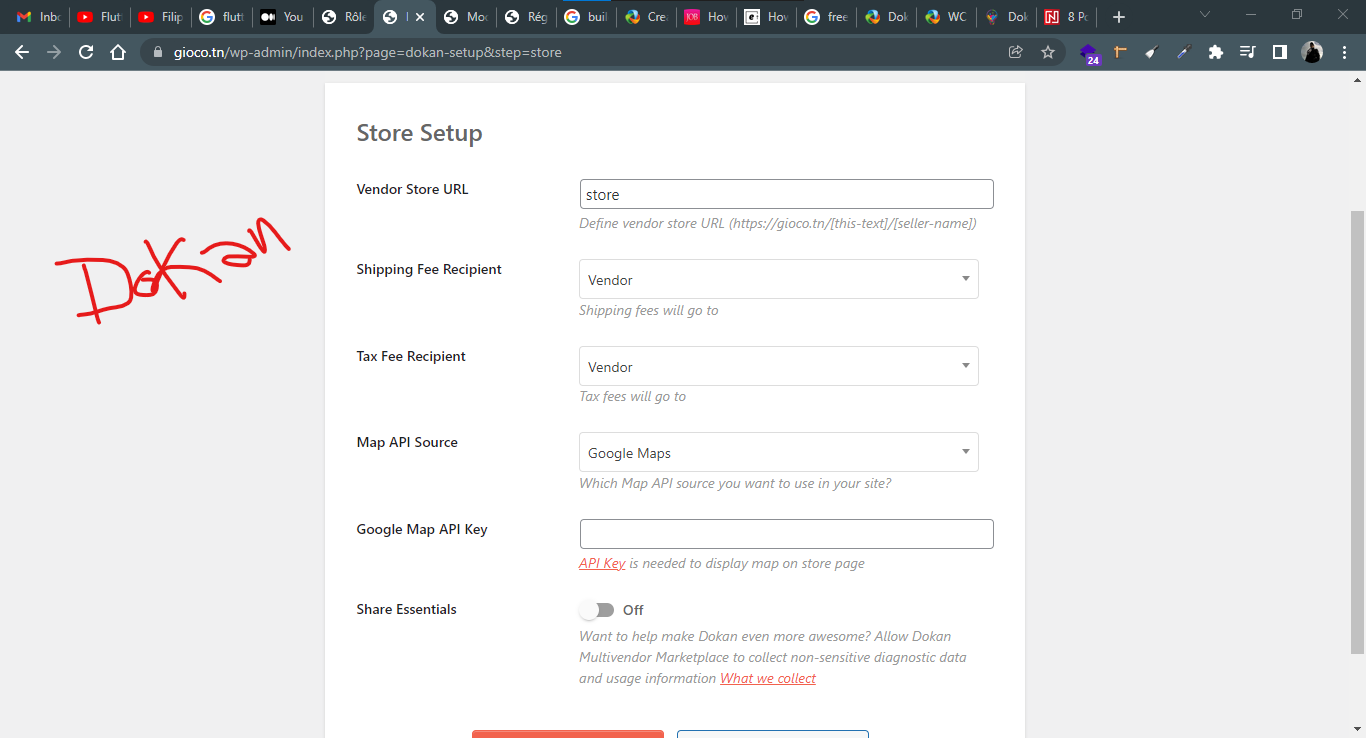 Inbo
Flutt
Filip
flutt
You
Rôle
Moc
Rég
buil
Crea
How
How
free
Dok
WC
Dok
8 Po
gioco.tn/wp-admin/index.php?page=dokan-setup&step=store
24
Store Setup
Vendor Store URL
store
Define vendor store URL (https://gioco.tn/[this-text]/[seller-name])
DoKan
Shipping Fee Recipient
Vendor
Shipping fees will go to
Tax Fee Recipient
Vendor
Tax fees will go to
Map API Source
Google Maps
Which Map API source you want to use in your site?
Google Map API Key
API Key is needed to display map on store page
Share Essentials
Off
Want to help make Dokan even more awesome? Allow Dokan
Multivendor Marketplace to collect non-sensitive diagnostic data
and usage information What we collect